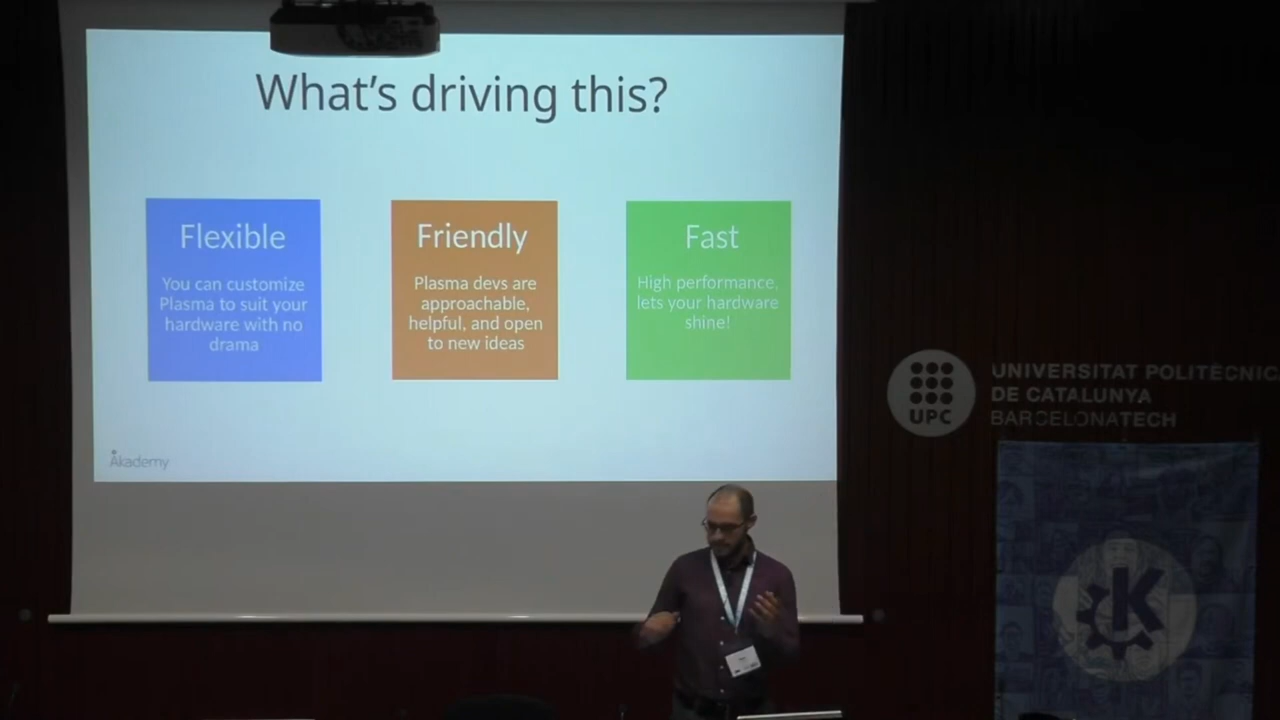 What's driving this?
Flexible
You can customize
Plasma to suit your
hardware with no
drama
Friendly
Plasma devs are
approachable,
helpful, and open
to new ideas
Fast
High performance,
lets your hardware
shine!
Akademy
UPC
UNIVERSITAT POLITÈCNIC
DE CATALUNYA
BARCELONATECH
K